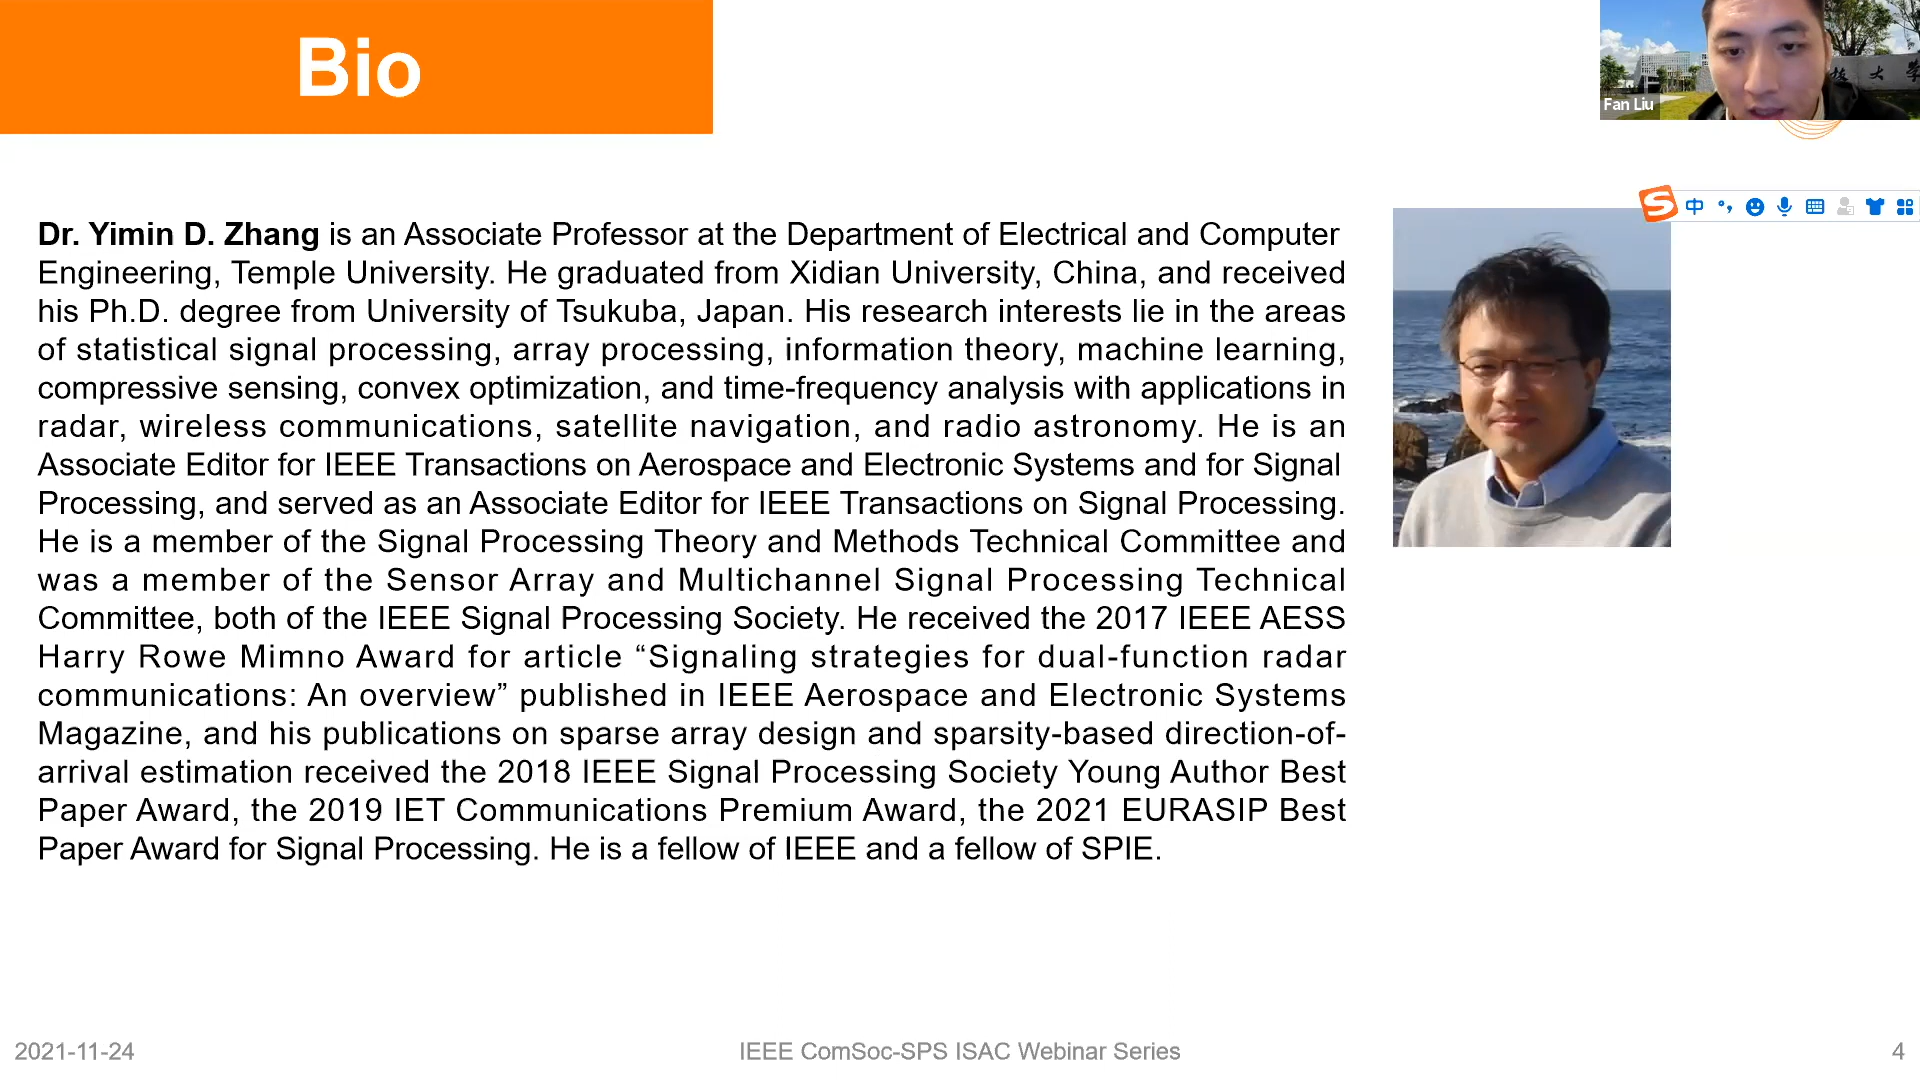 Bio
Fan Liu
技 大 学
中
Dr. Yimin D. Zhang is an Associate Professor at the Department of Electrical and Computer
Engineering, Temple University. He graduated from Xidian University, China, and received
his Ph.D. degree from University of Tsukuba, Japan. His research interests lie in the areas
of statistical signal processing, array processing, information theory, machine learning,
compressive sensing, convex optimization, and time-frequency analysis with applications in
radar, wireless communications, satellite navigation, and radio astronomy. He is an
Associate Editor for IEEE Transactions on Aerospace and Electronic Systems and for Signal
Processing, and served as an Associate Editor for IEEE Transactions on Signal Processing.
He is a member of the Signal Processing Theory and Methods Technical Committee and
was a member of the Sensor Array and Multichannel Signal Processing Technical
Committee, both of the IEEE Signal Processing Society. He received the 2017 IEEE AESS
Harry Rowe Mimno Award for article “Signaling strategies for dual-function radar
communications: An overview” published in IEEE Aerospace and Electronic Systems
Magazine, and his publications on sparse array design and sparsity-based direction-of-
arrival estimation received the 2018 IEEE Signal Processing Society Young Author Best
Paper Award, the 2019 IET Communications Premium Award, the 2021 EURASIP Best
Paper Award for Signal Processing. He is a fellow of IEEE and a fellow of SPIE.
2021-11-24
IEEE ComSoc-SPS ISAC Webinar Series
4